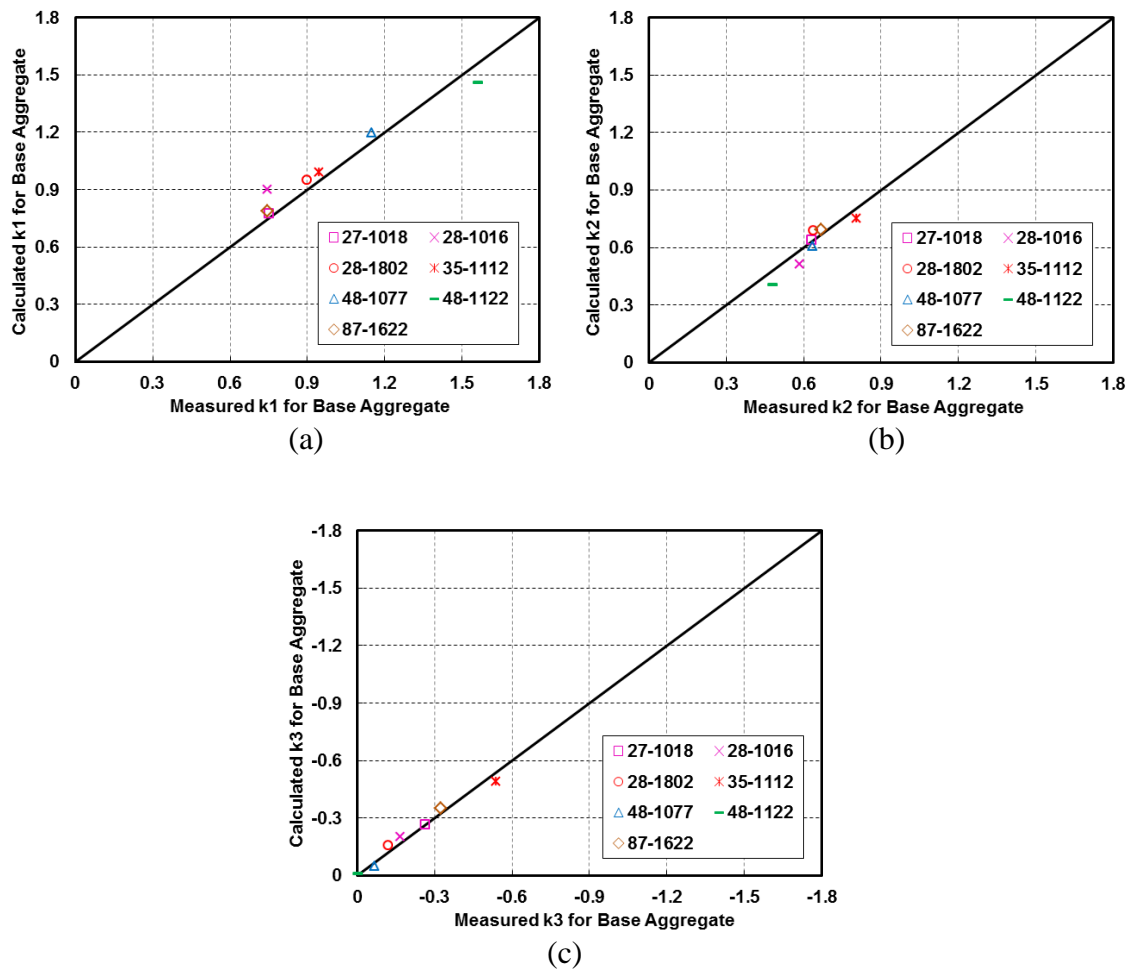 1.8
1.5
1.2
0.9
0.6
0.3
0
Calculated k1 for Base Aggregate
27-1018 28-1016
28-1802 35-1112
48-1077 48-1122
87-1622
0 0.3 0.6 0.9 1.2 1.5 1.8
Measured k1 for Base Aggregate
(a)
1.8
1.5
1.2
0.9
0.6
0.3
0
Calculated k2 for Base Aggregate
27-1018 28-1016
28-1802 35-1112
48-1077 48-1122
87-1622
0 0.3 0.6 0.9 1.2 1.5 1.8
Measured k2 for Base Aggregate
(b)
-1.8
-1.5
-1.2
-0.9
-0.6
-0.3
0
Calculated k3 for Base Aggregate
27-1018 28-1016
28-1802 35-1112
48-1077 48-1122
87-1622
0 -0.3 -0.6 -0.9 -1.2 -1.5 -1.8
Measured k3 for Base Aggregate
(c)